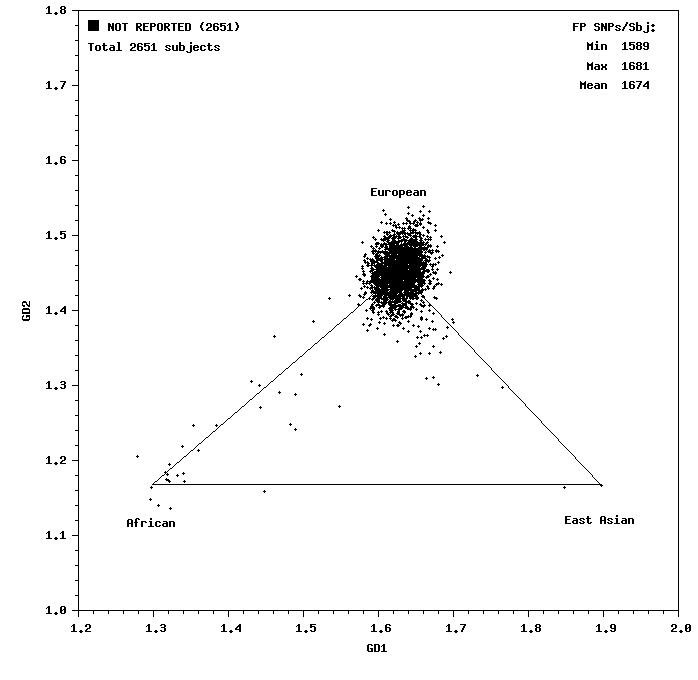 NOT REPORTED (2651)
Total 2651 subjects
FP SNPs/Sbj:
Min 1589
Max 1681
Mean 1674
European
African
East Asian
GD2
1.8
1.7
1.6
1.5
1.4
1.3
1.2
1.1
1.0
1.2 1.3 1.4 1.5 1.6 1.7 1.8 1.9 2.0
GD1